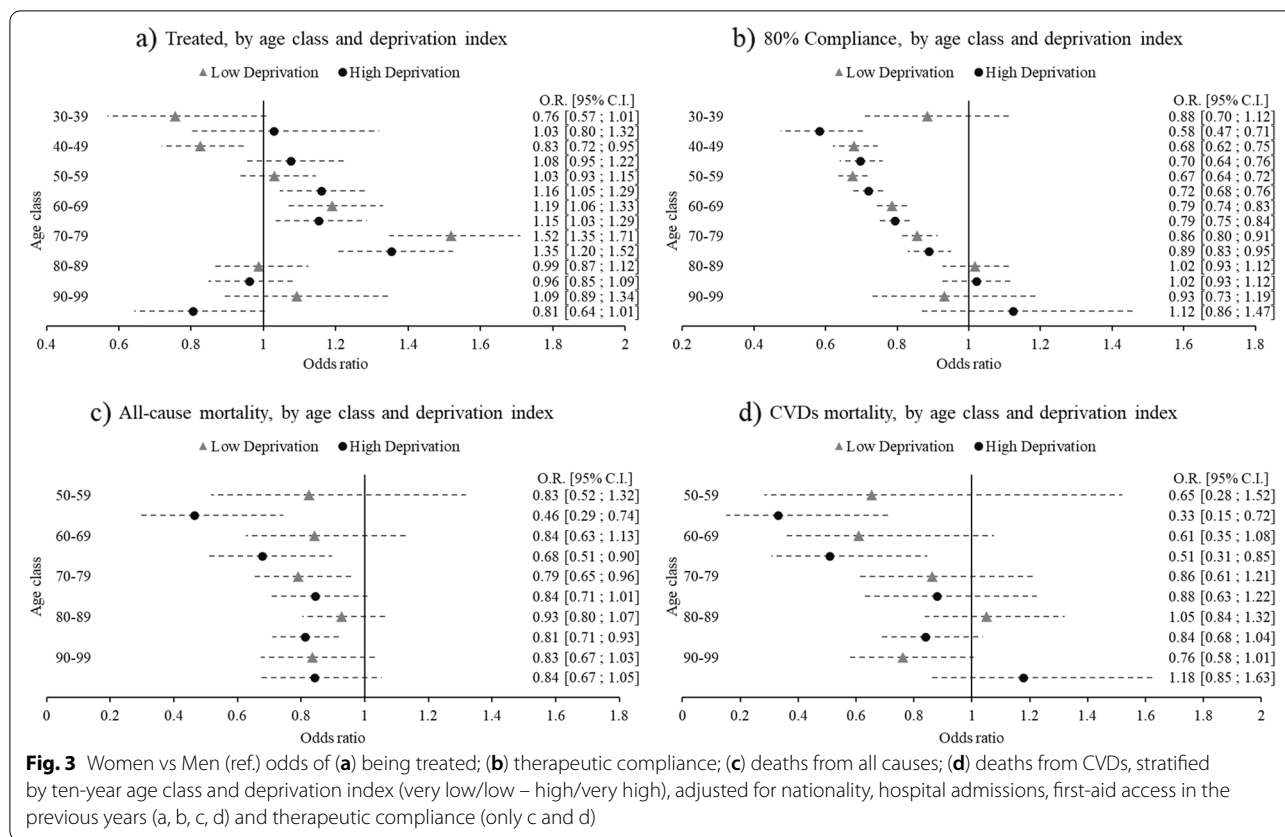 a) Treated, by age class and deprivation index
▲ Low Deprivation ● High Deprivation
O.R. [95% C.I.]
30-39 0.76 [0.57 ; 1.01]
1.03 [0.80 ; 1.32]
40-49 0.83 [0.72 ; 0.95]
1.08 [0.95 ; 1.22]
50-59 1.03 [0.93 ; 1.15]
1.16 [1.05 ; 1.29]
60-69 1.19 [1.06 ; 1.33]
1.15 [1.03 ; 1.29]
70-79 1.52 [1.35 ; 1.71]
1.35 [1.20 ; 1.52]
80-89 0.99 [0.87 ; 1.12]
0.96 [0.85 ; 1.09]
90-99 1.09 [0.89 ; 1.34]
0.81 [0.64 ; 1.01]
Age class
0.4 0.6 0.8 1 1.2 1.4 1.6 1.8 2
Odds ratio
b) 80% Compliance, by age class and deprivation index
▲ Low Deprivation ● High Deprivation
O.R. [95% C.I.]
30-39 0.88 [0.70 ; 1.12]
0.58 [0.47 ; 0.71]
40-49 0.68 [0.62 ; 0.75]
0.70 [0.64 ; 0.76]
50-59 0.67 [0.64 ; 0.72]
0.72 [0.68 ; 0.76]
60-69 0.79 [0.74 ; 0.83]
0.79 [0.75 ; 0.84]
70-79 0.86 [0.80 ; 0.91]
0.89 [0.83 ; 0.95]
80-89 1.02 [0.93 ; 1.12]
1.02 [0.93 ; 1.12]
90-99 0.93 [0.73 ; 1.19]
1.12 [0.86 ; 1.47]
Age class
0.2 0.4 0.6 0.8 1 1.2 1.4 1.6 1.8
Odds ratio
c) All-cause mortality, by age class and deprivation index
▲ Low Deprivation ● High Deprivation
O.R. [95% C.I.]
50-59 0.83 [0.52 ; 1.32]
0.46 [0.29 ; 0.74]
60-69 0.84 [0.63 ; 1.13]
0.68 [0.51 ; 0.90]
70-79 0.79 [0.65 ; 0.96]
0.84 [0.71 ; 1.01]
80-89 0.93 [0.80 ; 1.07]
0.81 [0.71 ; 0.93]
90-99 0.83 [0.67 ; 1.03]
0.84 [0.67 ; 1.05]
Age class
0 0.2 0.4 0.6 0.8 1 1.2 1.4 1.6 1.8
Odds ratio
d) CVDs mortality, by age class and deprivation index
▲ Low Deprivation ● High Deprivation
O.R. [95% C.I.]
50-59 0.65 [0.28 ; 1.52]
0.33 [0.15 ; 0.72]
60-69 0.61 [0.35 ; 1.08]
0.51 [0.31 ; 0.85]
70-79 0.86 [0.61 ; 1.21]
0.88 [0.63 ; 1.22]
80-89 1.05 [0.84 ; 1.32]
0.84 [0.68 ; 1.04]
90-99 0.76 [0.58 ; 1.01]
1.18 [0.85 ; 1.63]
Age class
0 0.2 0.4 0.6 0.8 1 1.2 1.4 1.6 1.8 2
Odds ratio
Fig. 3 Women vs Men (ref.) odds of (a) being treated; (b) therapeutic compliance; (c) deaths from all causes; (d) deaths from CVDs, stratified
by ten-year age class and deprivation index (very low/low – high/very high), adjusted for nationality, hospital admissions, first-aid access in the
previous years (a, b, c, d) and therapeutic compliance (only c and d)